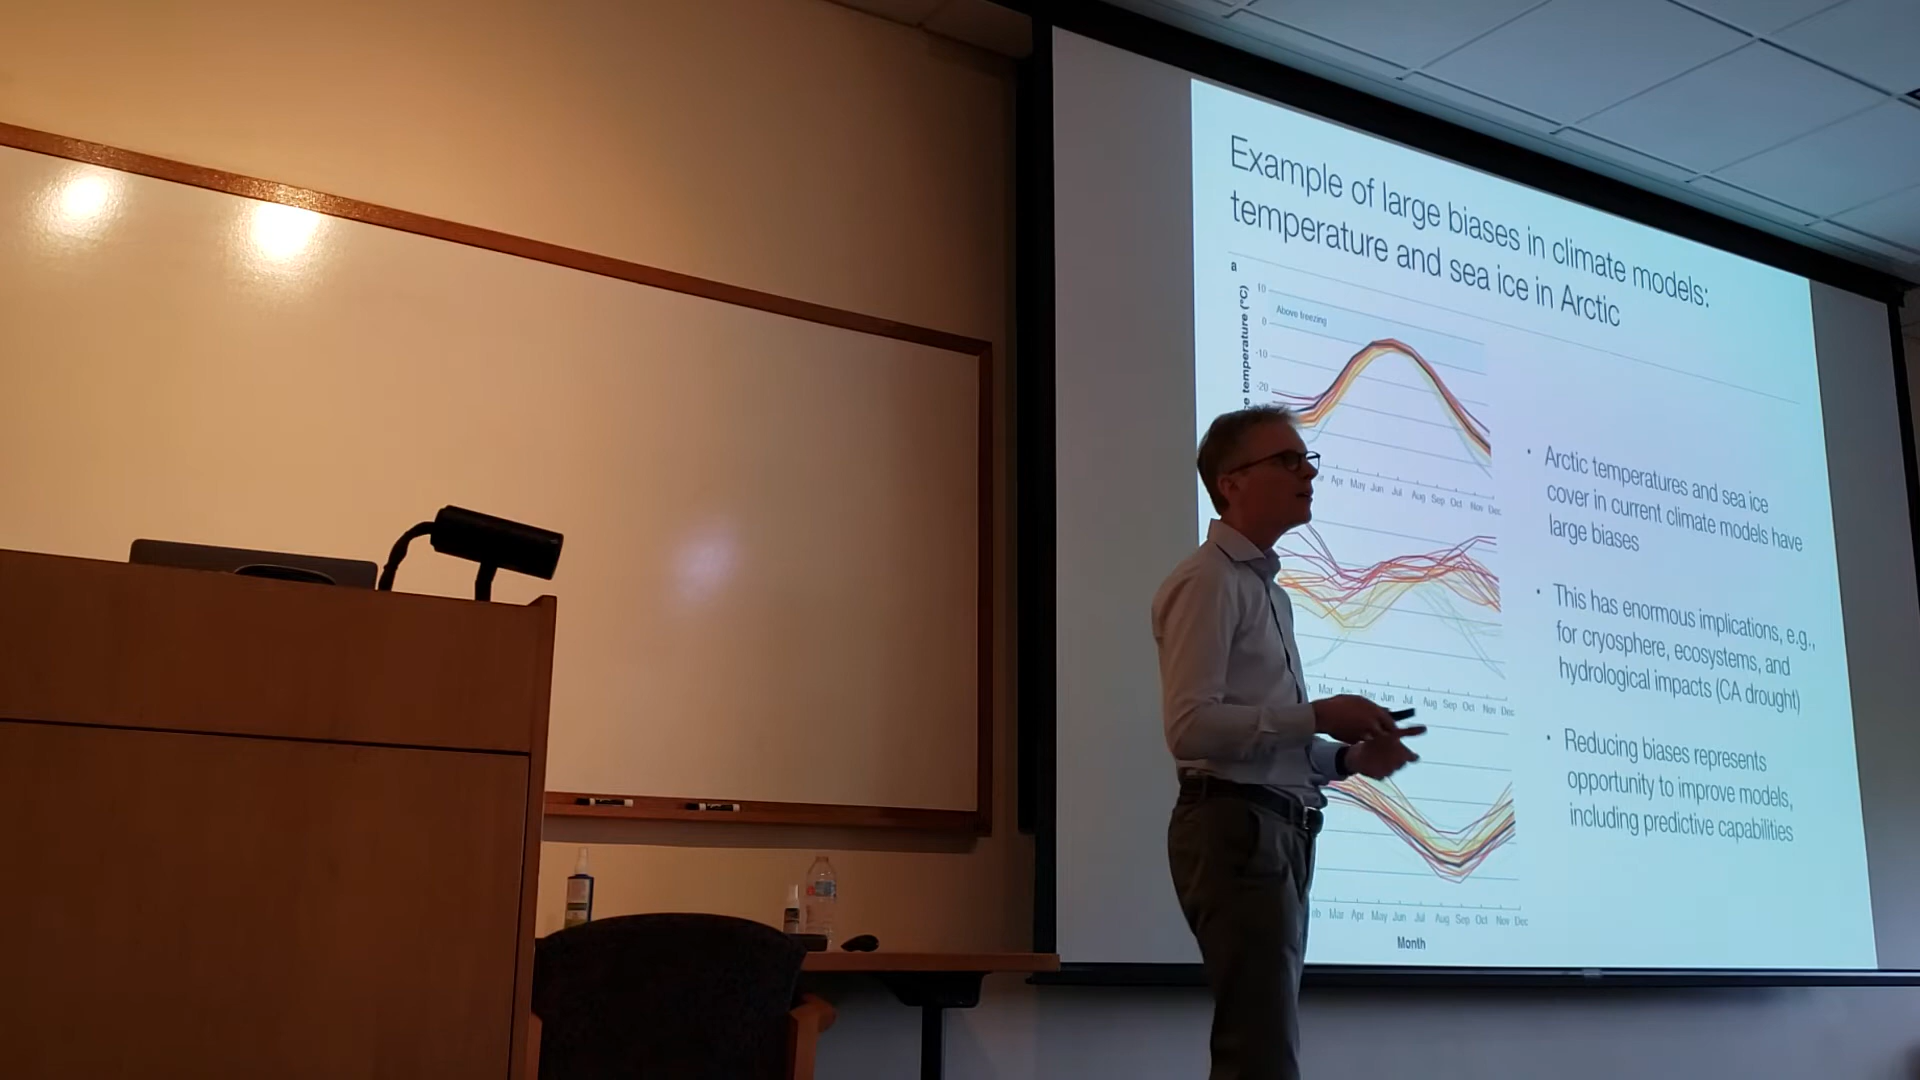 Example of large biases in climate models:
temperature and sea ice in Arctic
a
temperature (°C)
10
0
-10
-20
Above freezing
Apr May Jun Jul Aug Sep Oct Nov Dec
Mar Apr May Jun Jul Aug Sep Oct Nov Dec
Mar Apr May Jun Jul Aug Sep Oct Nov Dec
Month
• Arctic temperatures and sea ice
cover in current climate models have
large biases
• This has enormous implications, e.g.,
for cryosphere, ecosystems, and
hydrological impacts (CA drought)
• Reducing biases represents
opportunity to improve models,
including predictive capabilities